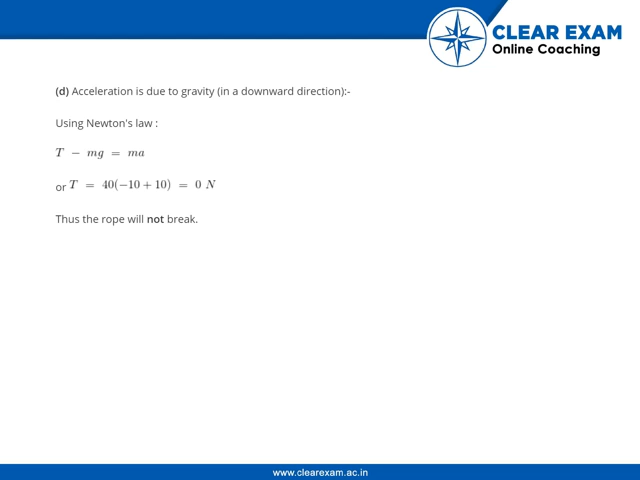 CLEAR EXAM
Online Coaching
(d) Acceleration is due to gravity (in a downward direction):-
Using Newton's law :
T − mg = ma
or T = 40(−10 + 10) = 0 N
Thus the rope will not break.
www.clearexam.ac.in